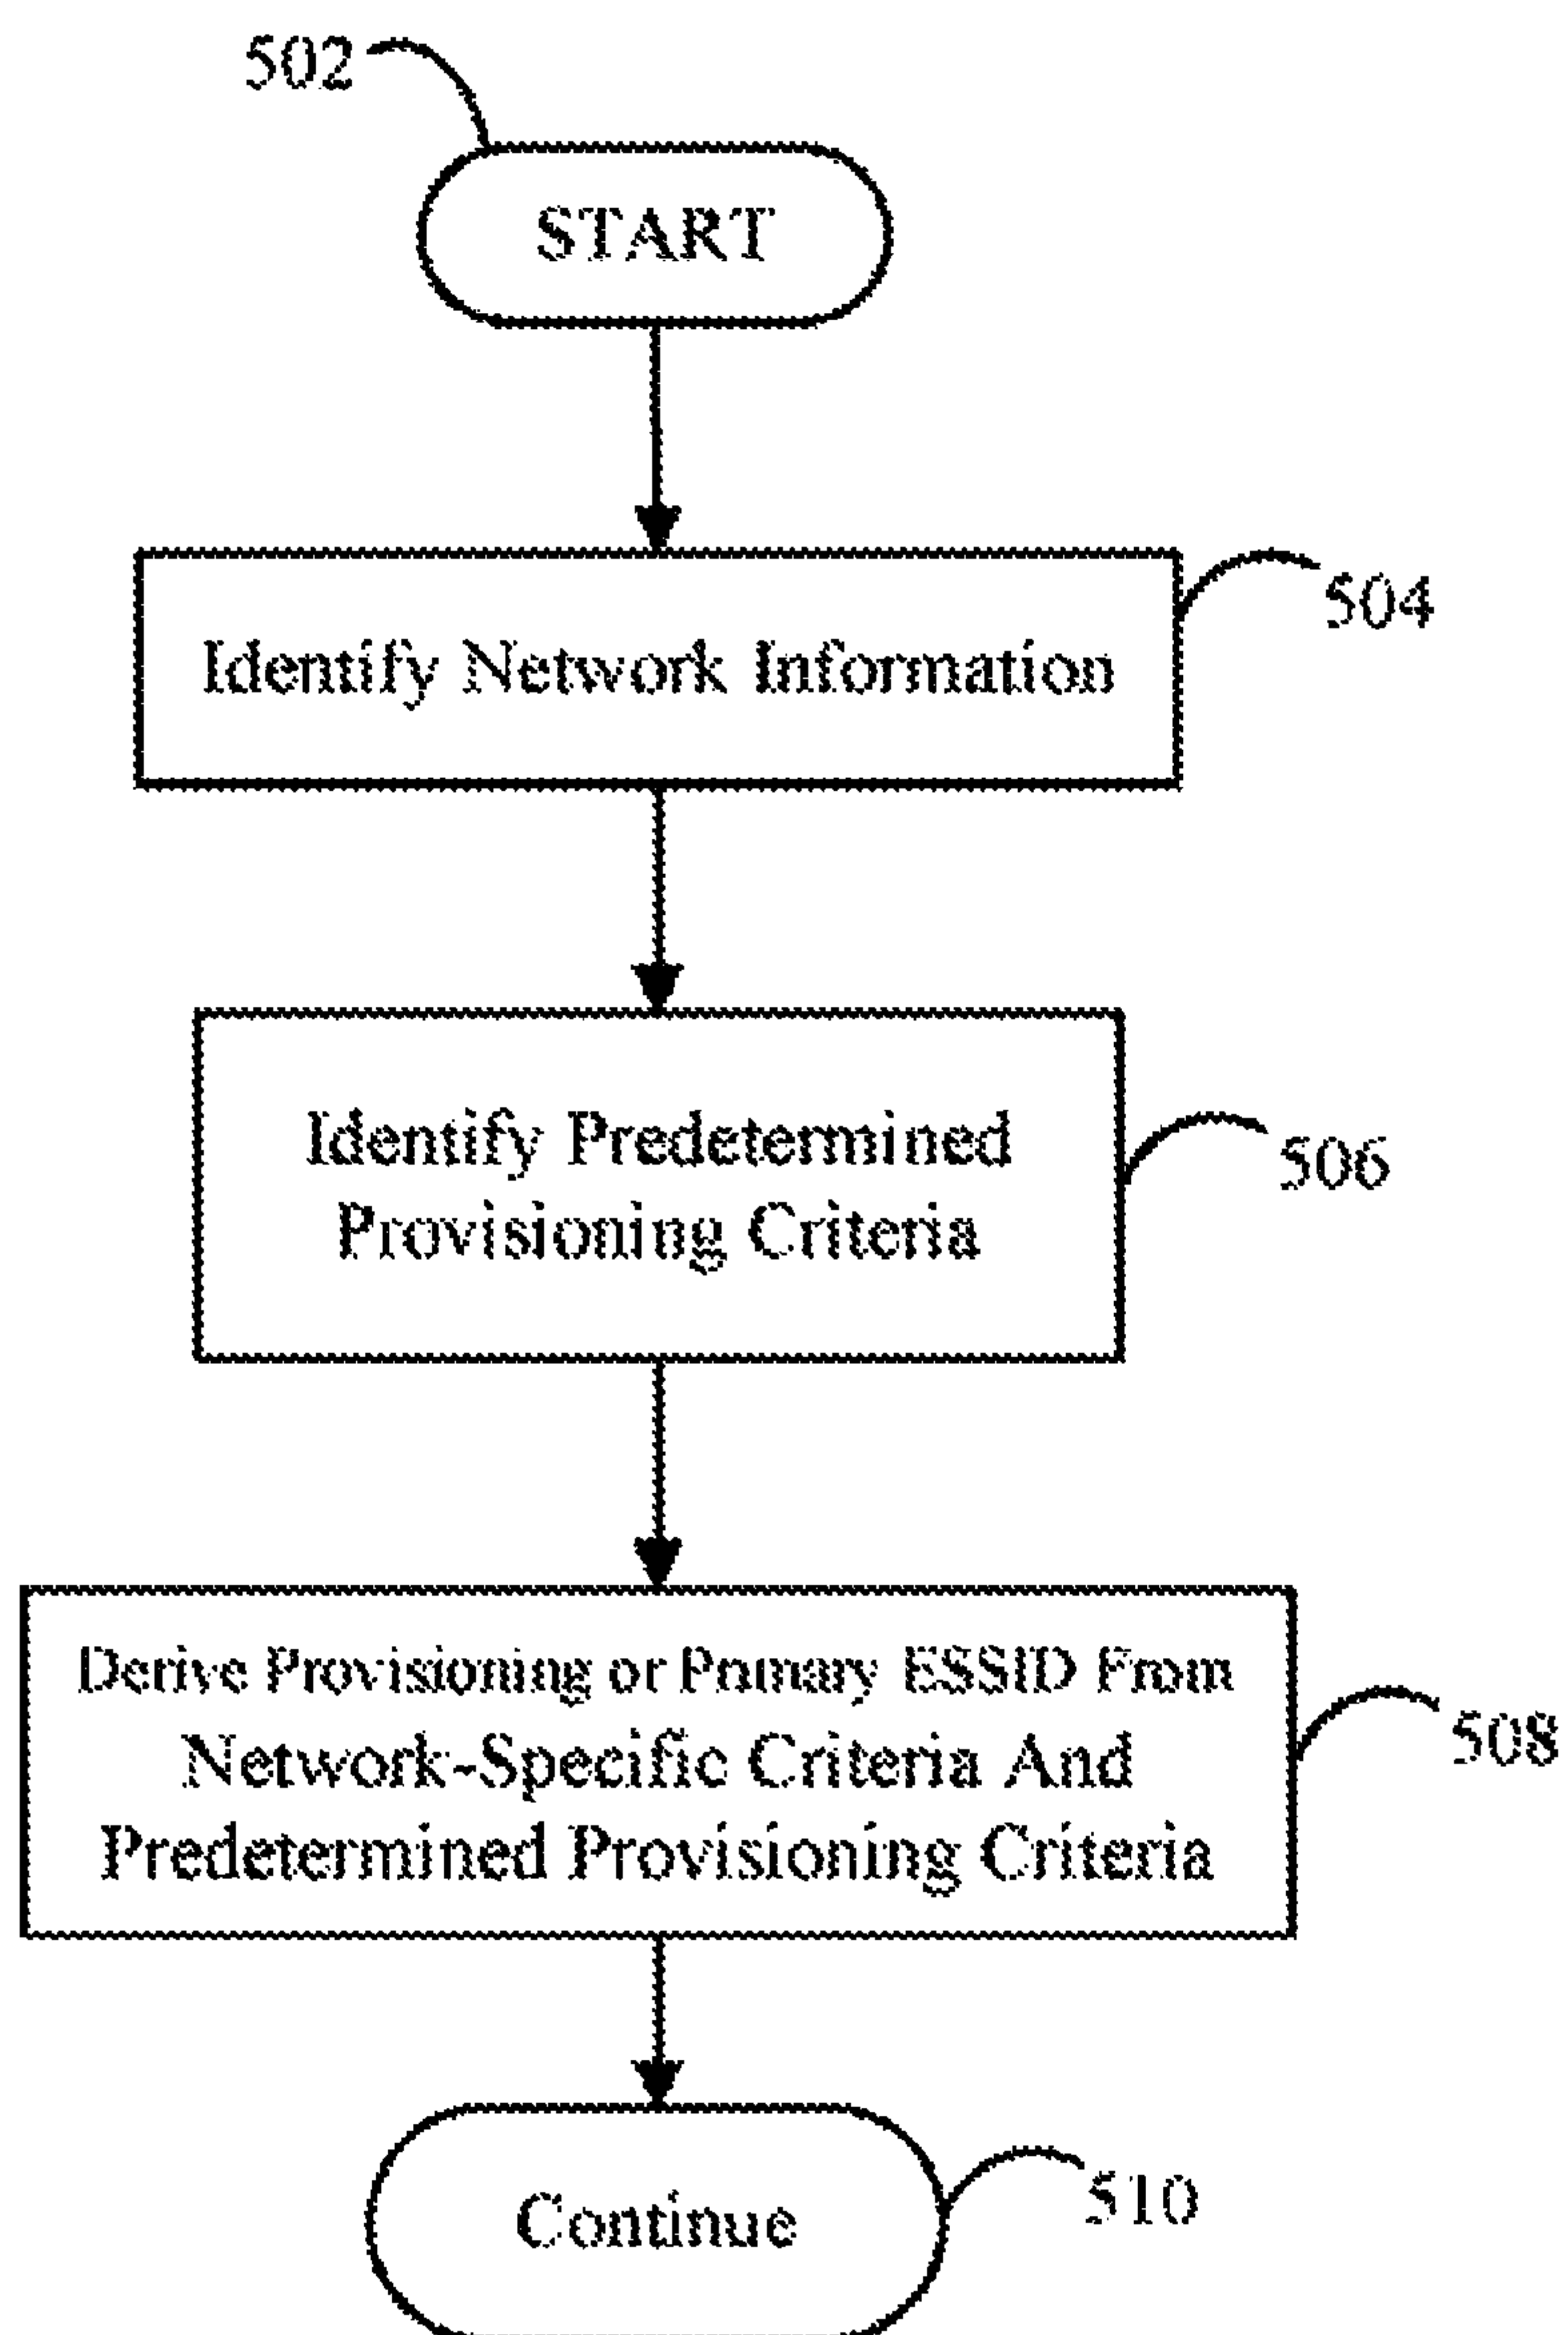 502
START
Identify Network Information
504
Identify Predetermined
Provisioning Criteria
506
Derive Provisioning or Primary ESSID From
Network-Specific Criteria And
Predetermined Provisioning Criteria
508
Continue
510